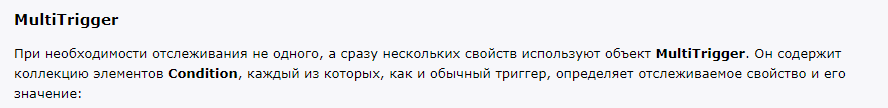 MultiTrigger
При необходимости отслеживания не одного, а сразу нескольких свойств используют объект MultiTrigger. Он содержит
коллекцию элементов Condition, каждый из которых, как и обычный триггер, определяет отслеживаемое свойство и его
значение: